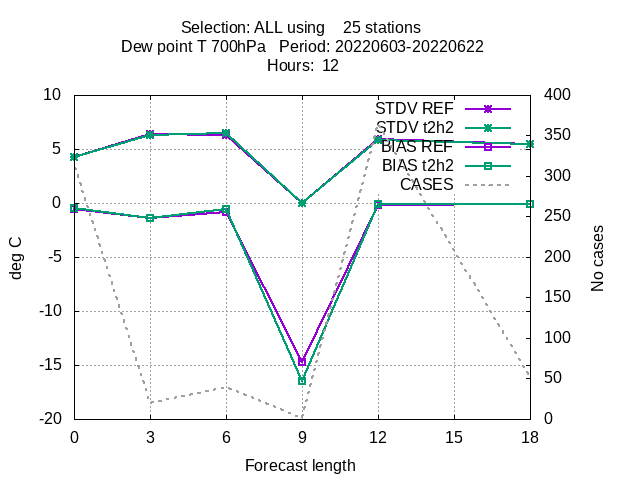 Selection: ALL using    25 stations
Dew point T 700hPa   Period: 20220603-20220622
Hours:  12
10
5
0
-5
-10
-15
-20
deg C
400
350
300
250
200
150
100
50
0
No cases
STDV REF
STDV t2h2
BIAS REF
BIAS t2h2
CASES
0 3 6 9 12 15 18
Forecast length